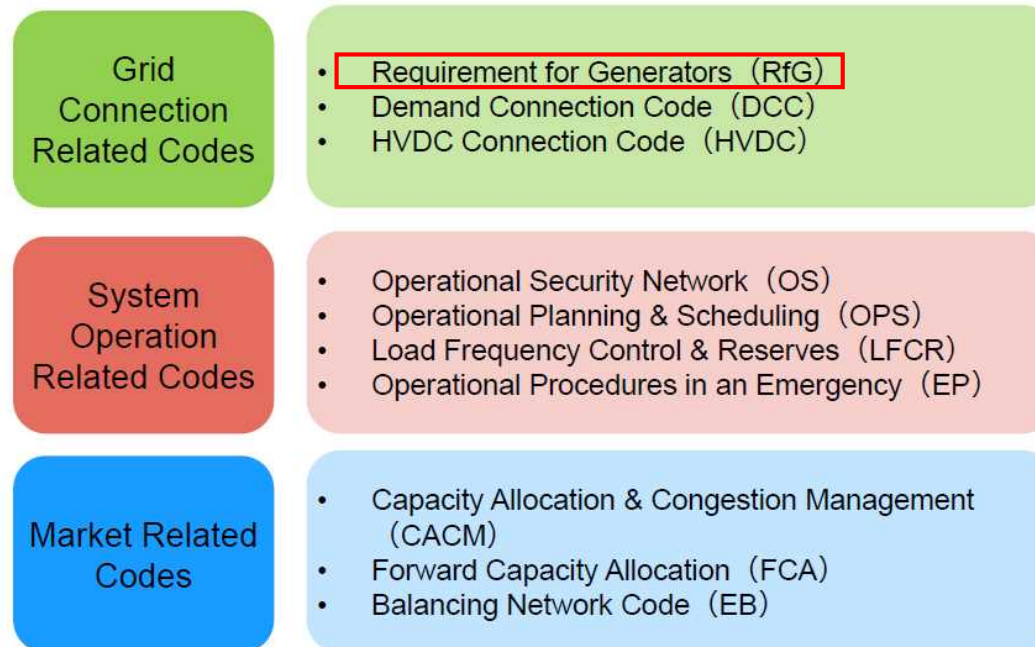 Grid
Connection
Related Codes
• Requirement for Generators（RfG）
• Demand Connection Code（DCC）
• HVDC Connection Code（HVDC）
System
Operation
Related Codes
• Operational Security Network（OS）
• Operational Planning & Scheduling（OPS）
• Load Frequency Control & Reserves（LFCR）
• Operational Procedures in an Emergency（EP）
Market Related
Codes
• Capacity Allocation & Congestion Management
（CACM）
• Forward Capacity Allocation（FCA）
• Balancing Network Code（EB）